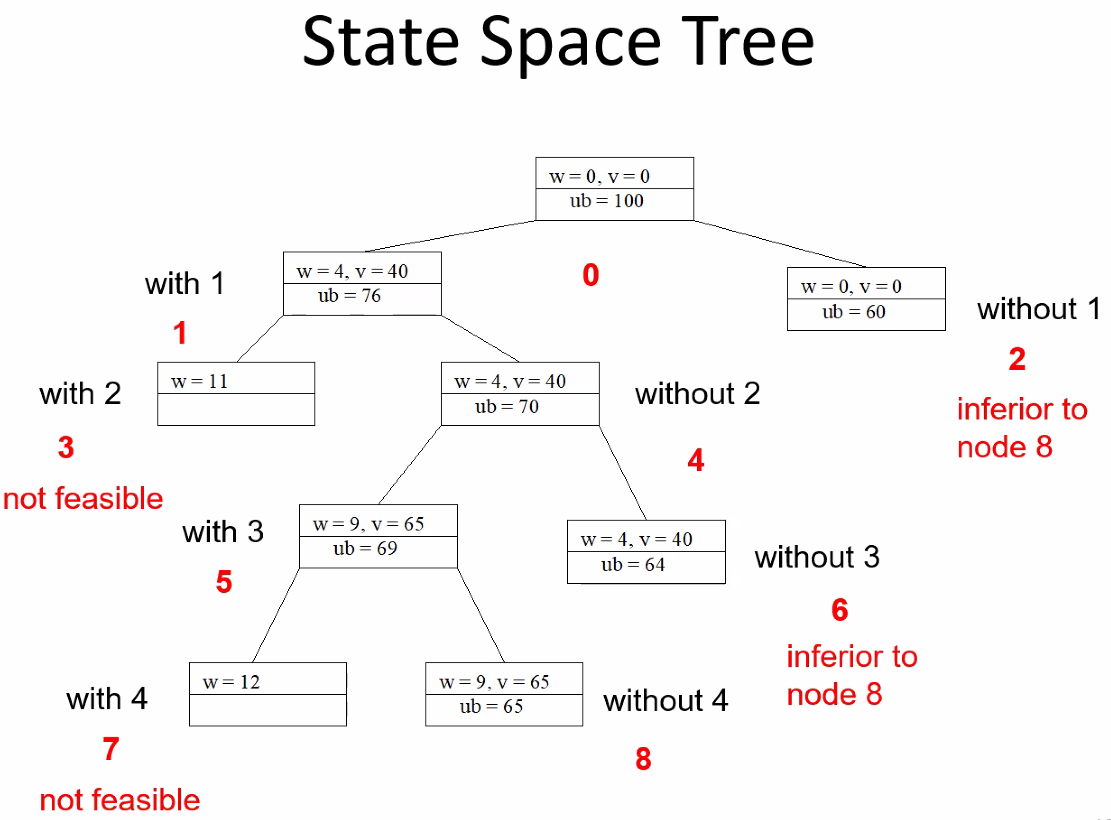 State Space Tree
w = 0, v = 0
ub = 100
with 1
w = 4, v = 40
ub = 76
0
w = 0, v = 0
ub = 60
without 1
1
2
with 2
w = 11
w = 4, v = 40
ub = 70
without 2
inferior to
node 8
3
4
not feasible
with 3
w = 9, v = 65
ub = 69
w = 4, v = 40
ub = 64
without 3
5
6
inferior to
node 8
with 4
w = 12
w = 9, v = 65
ub = 65
without 4
7
8
not feasible